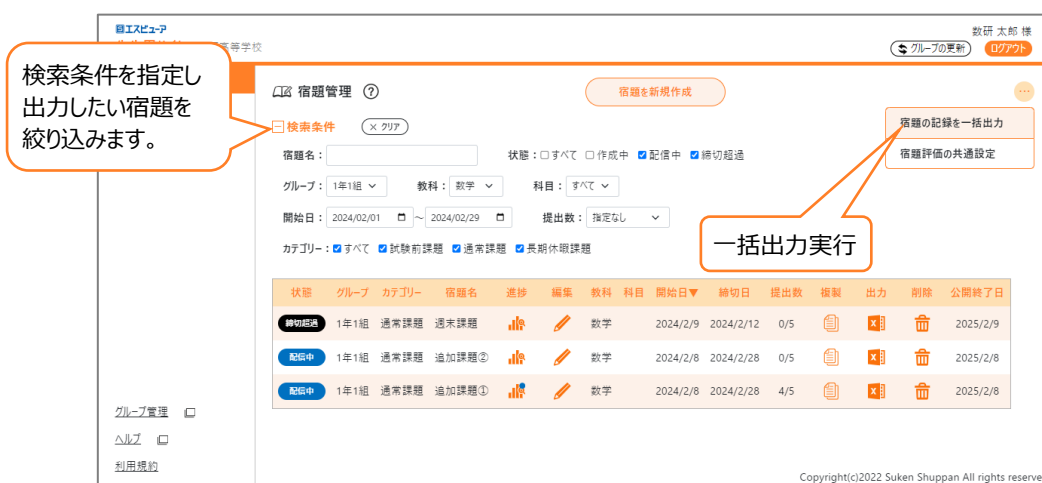 エスビューア
数研 太郎 様
高等学校
グループの更新 ログアウト
検索条件を指定し
出力したい宿題を
絞り込みます。
宿題管理 ?
宿題を新規作成
検索条件 × クリア
宿題の記録を一括出力
宿題評価の共通設定
宿題名： 状態：すべて 作成中 配信中 締切超過
グループ： 1年1組 教科： 数学 科目： すべて
開始日： 2024/02/01 ～ 2024/02/29 提出数： 指定なし
カテゴリー：すべて 試験前課題 通常課題 長期休暇課題
一括出力実行
状態 グループ カテゴリー 宿題名 進捗 編集 教科 科目 開始日▼ 締切日 提出数 複製 出力 削除 公開終了日
締切超過 1年1組 通常課題 週末課題 数学 2024/2/9 2024/2/12 0/5 2025/2/9
配信中 1年1組 通常課題 追加課題② 数学 2024/2/8 2024/2/28 0/5 2025/2/8
配信中 1年1組 通常課題 追加課題① 数学 2024/2/8 2024/2/28 4/5 2025/2/8
グループ管理
ヘルプ
利用規約
Copyright(c)2022 Suken Shuppan All rights reserve